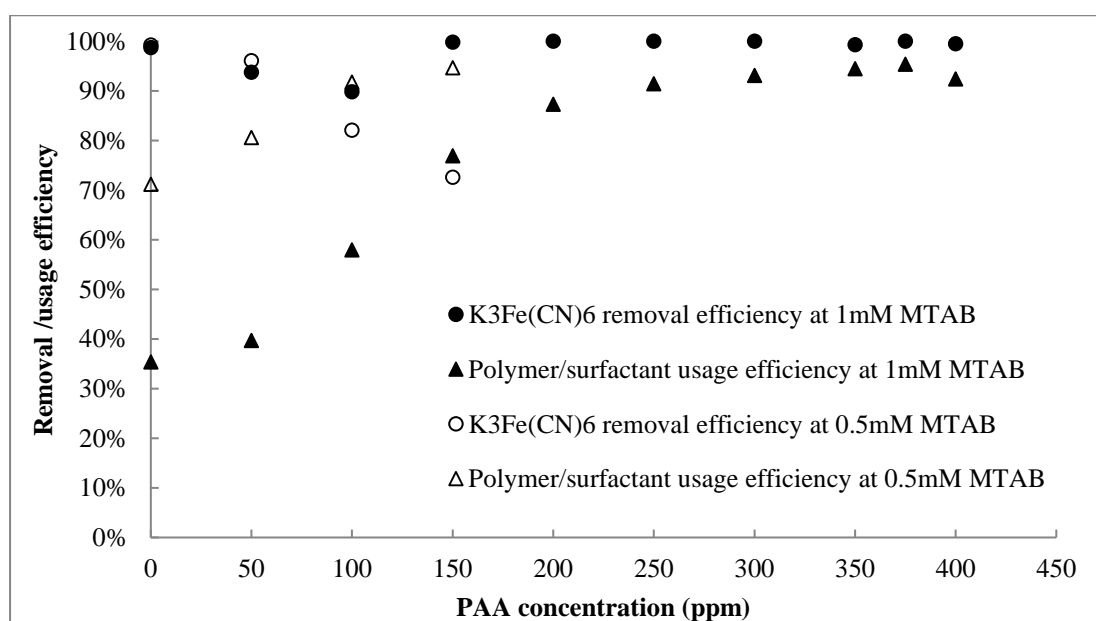 100%
90%
80%
70%
60%
50%
40%
30%
20%
10%
0%
Removal /usage efficiency
K3Fe(CN)6 removal efficiency at 1mM MTAB
Polymer/surfactant usage efficiency at 1mM MTAB
K3Fe(CN)6 removal efficiency at 0.5mM MTAB
Polymer/surfactant usage efficiency at 0.5mM MTAB
0 50 100 150 200 250 300 350 400 450
PAA concentration (ppm)